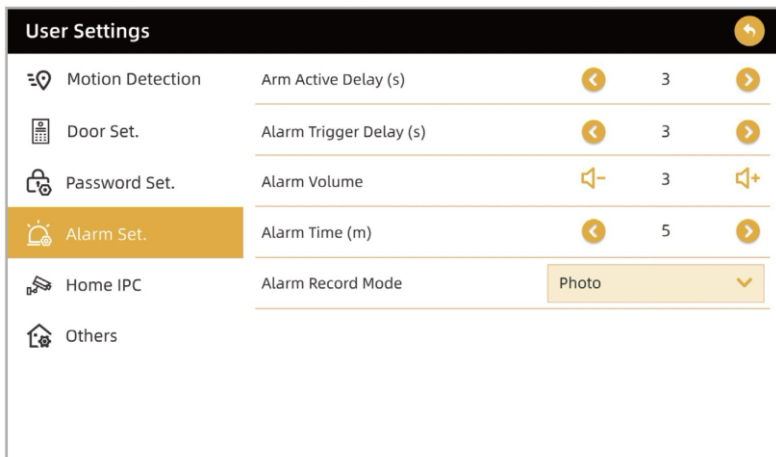 User Settings
Motion Detection
Arm Active Delay (s) 3
Door Set.
Alarm Trigger Delay (s) 3
Password Set.
Alarm Volume 3
Alarm Set.
Alarm Time (m) 5
Home IPC
Alarm Record Mode Photo
Others